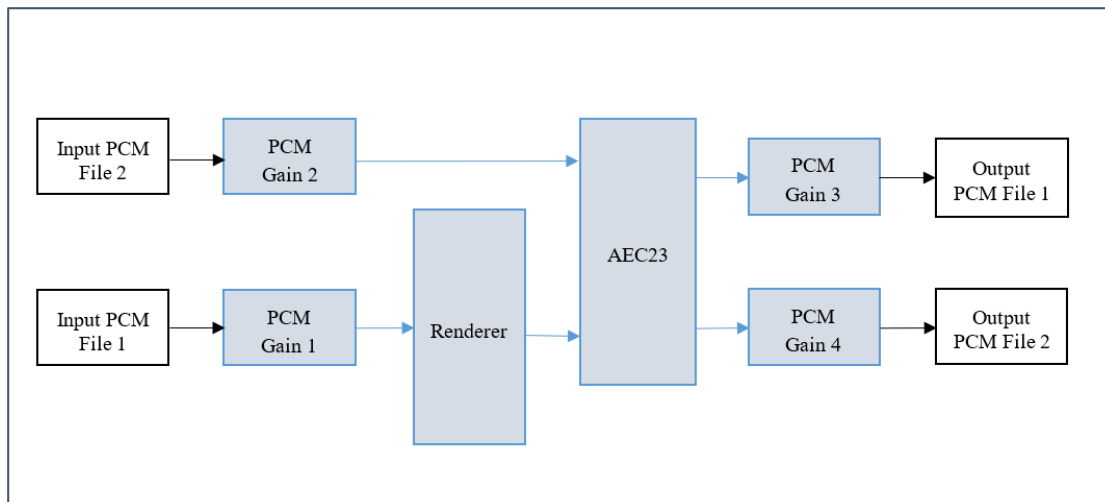 Input PCM
File 2
PCM
Gain 2
AEC23
PCM
Gain 3
Output
PCM File 1
Input PCM
File 1
PCM
Gain 1
Renderer
PCM
Gain 4
Output
PCM File 2